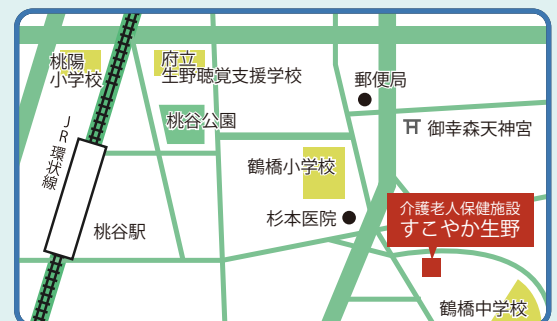 桃陽
小学校
府立
生野聴覚支援学校
郵便局
桃谷公園
御幸森天神宮
JR環状線
鶴橋小学校
介護老人保健施設
すこやか生野
杉本医院
桃谷駅
鶴橋中学校